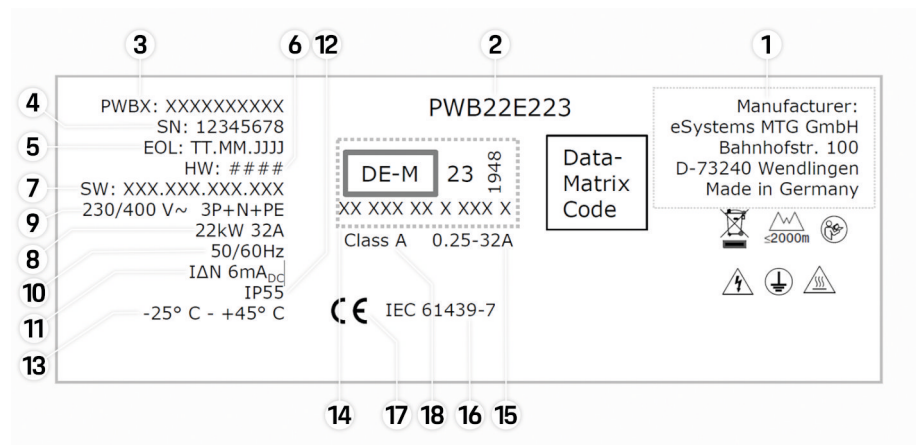 3
6
12
2
1
4
5
7
9
8
10
11
13
PWBX: XXXXXXXXXX
SN: 12345678
EOL: TT.MM.JJJJ
HW: ####
SW: XXX.XXX.XXX.XXX
230/400 V~ 3P+N+PE
22kW 32A
50/60Hz
IΔN 6mADC
IP55
-25° C - +45° C
PWB22E223
DE-M 23 1948
XX XXX XX X XXX X
Class A 0.25-32A
CE IEC 61439-7
Data-
Matrix
Code
Manufacturer:
eSystems MTG GmbH
Bahnhofstr. 100
D-73240 Wendlingen
Made in Germany
≤2000m
14
17
18
16
15